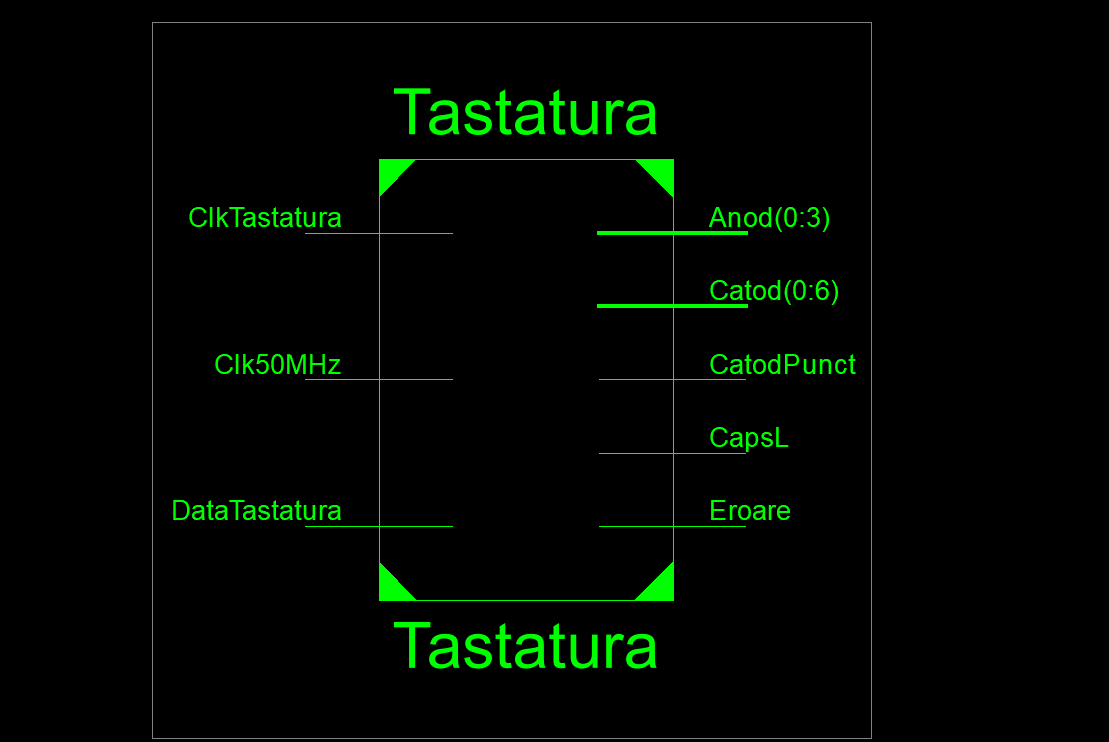 Tastatura
ClkTastatura
Anod(0:3)
Catod(0:6)
Clk50MHz
CatodPunct
CapsL
DataTastatura
Eroare
Tastatura